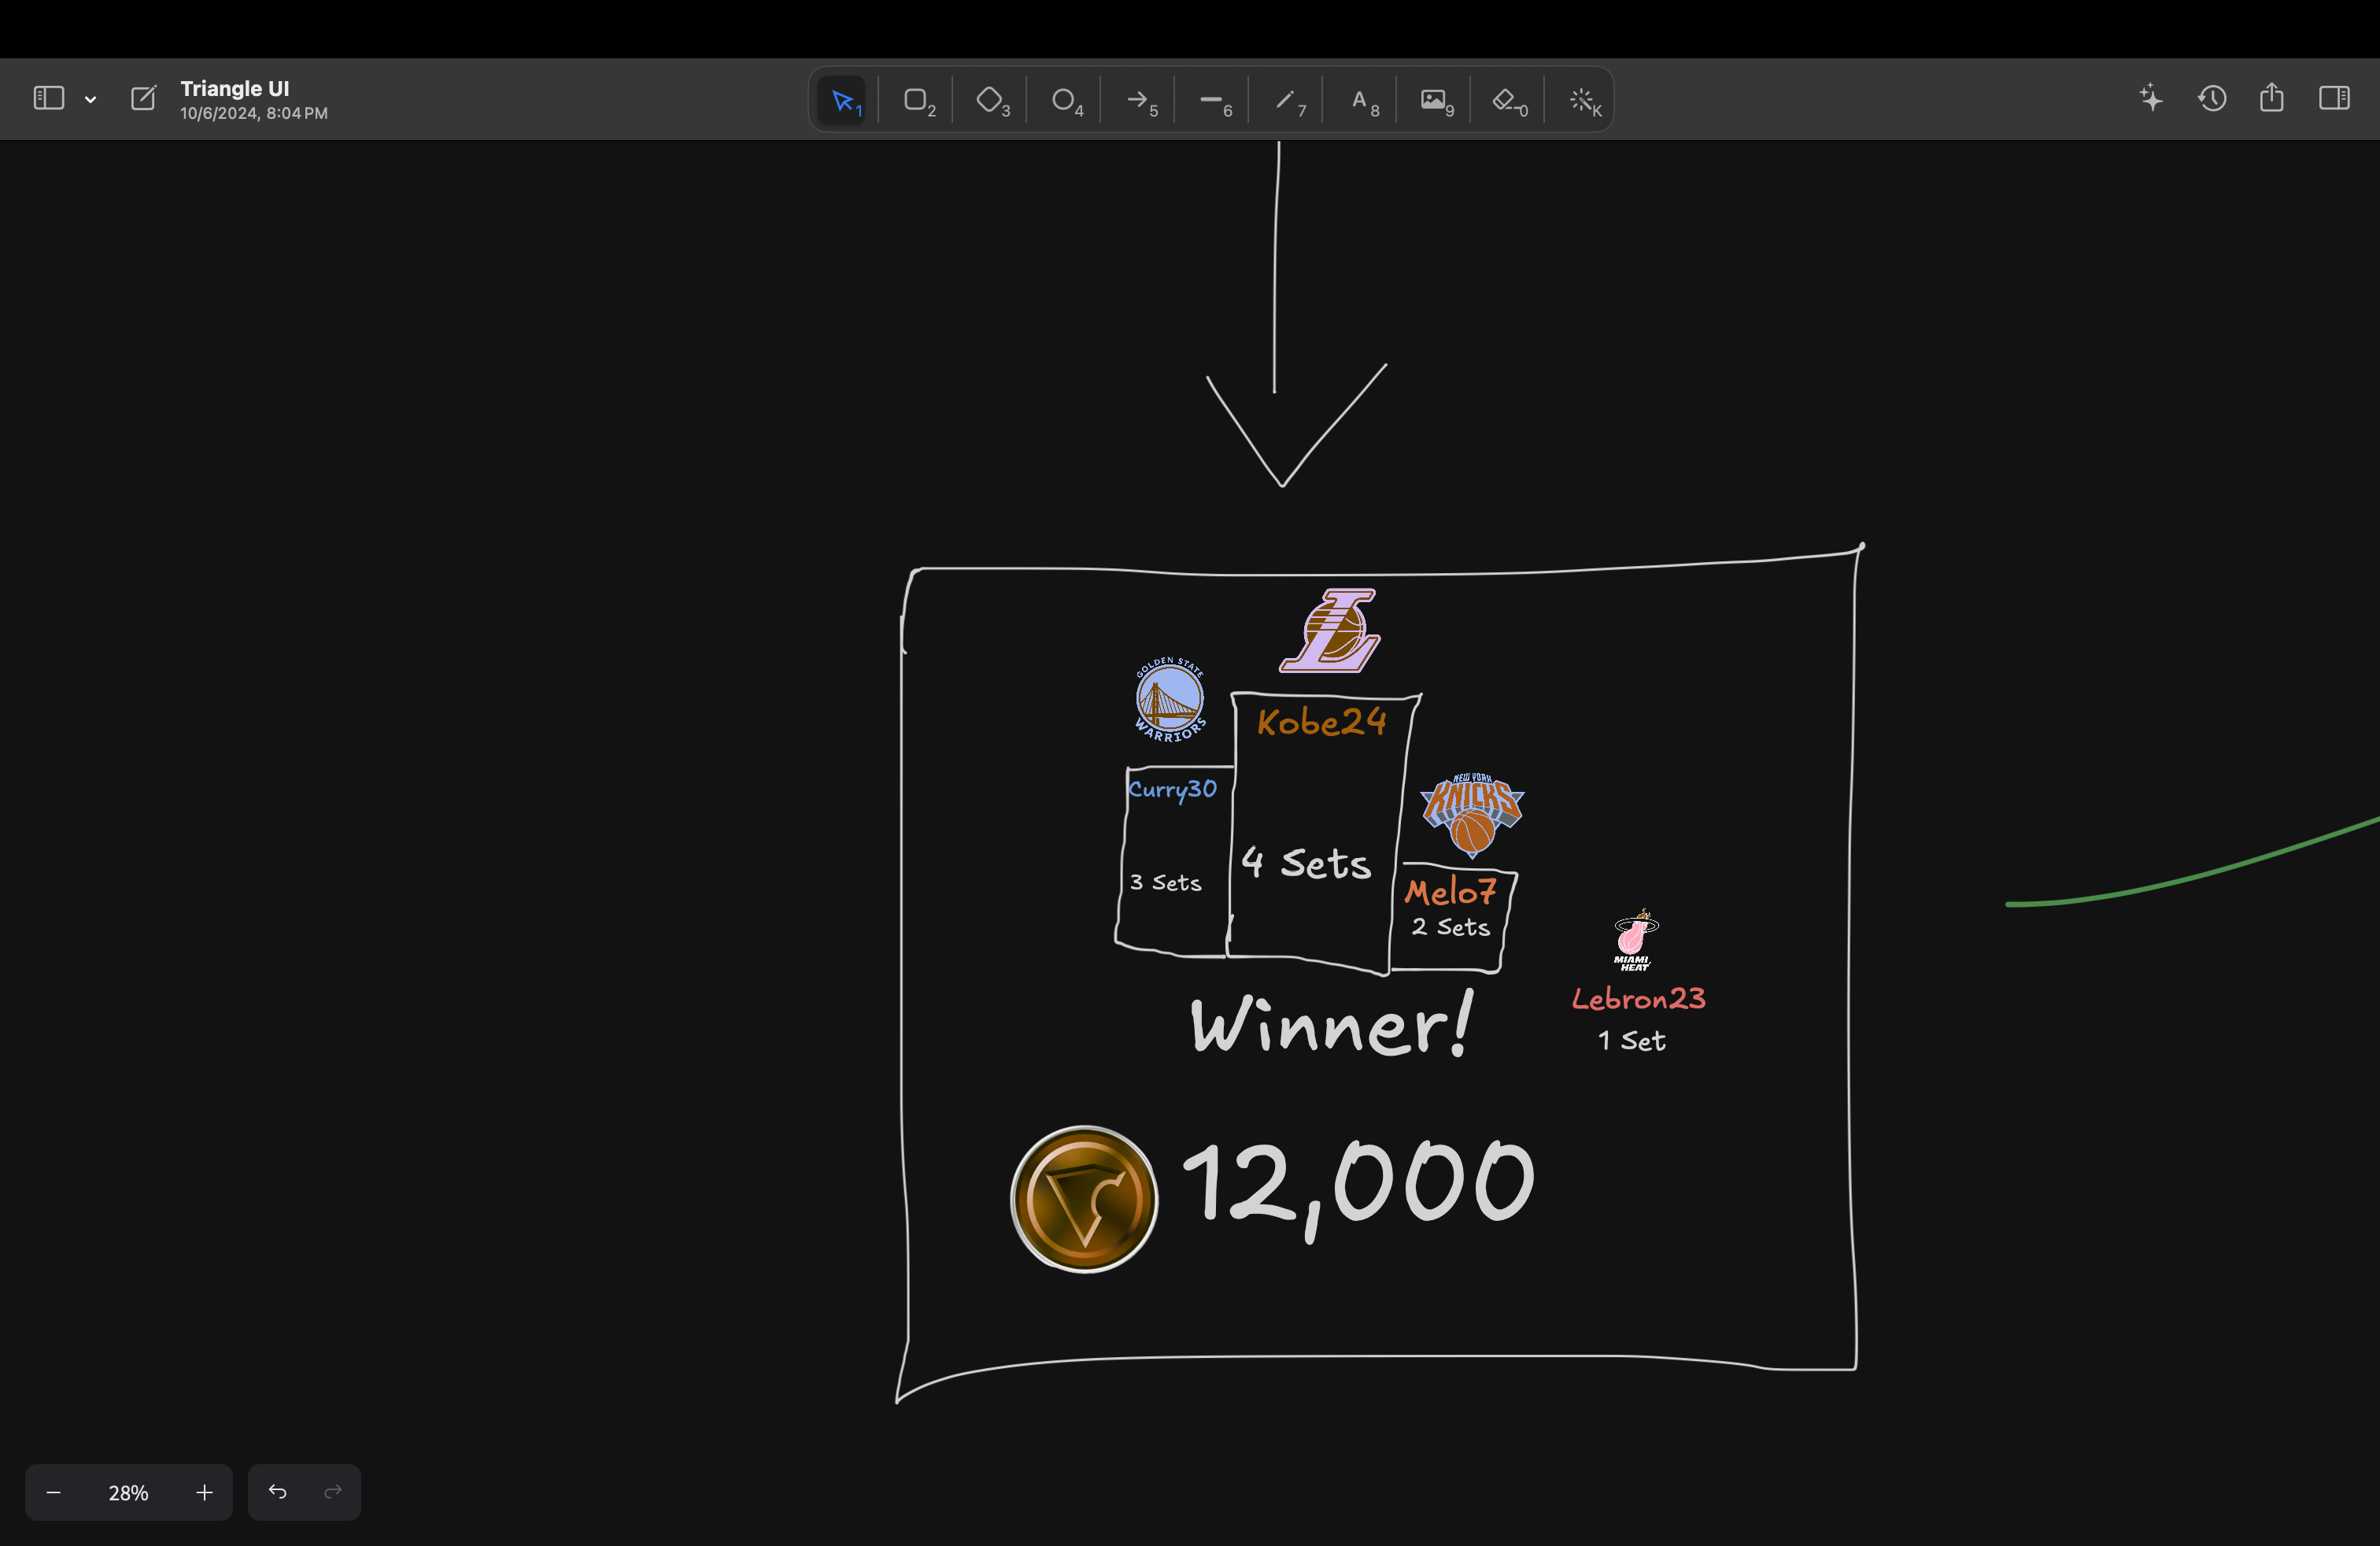 Triangle UI
10/6/2024, 8:04 PM
1
2
3
4
5
6
7
A 8
9
0
K
GOLDEN STATE
WARRIORS
L
Kobe24
Curry30
NEW YORK
KNICKS
4 Sets
3 Sets
Melo7
2 Sets
MIAMI
HEAT
Lebron23
1 Set
Winner!
12,000
28%